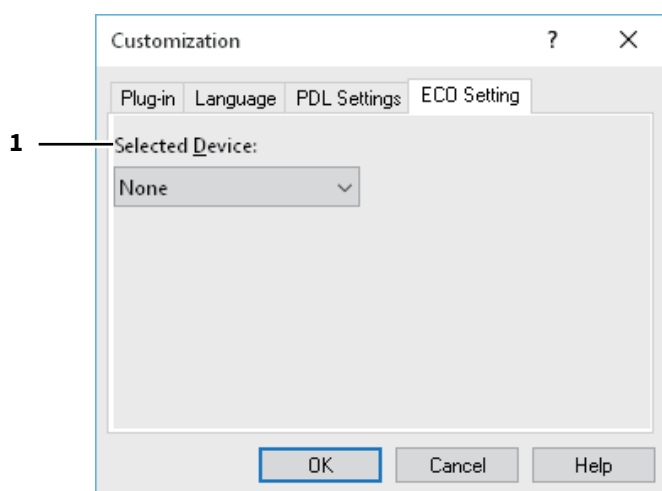 Customization ?
Plug-in Language PDL Settings ECO Setting
1 Selected Device:
None
OK Cancel Help